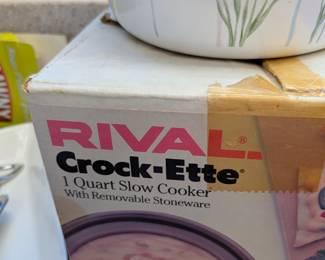 RIVAL®
Crock-Ette®
1 Quart Slow Cooker
With Removable Stoneware